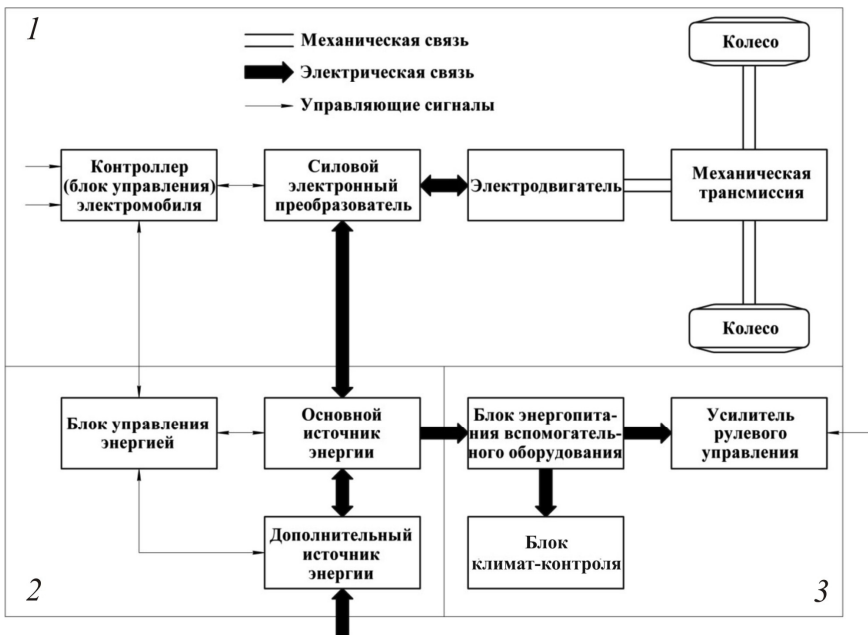 1
Механическая связь
Электрическая связь
Управляющие сигналы
Колесо
Контроллер
(блок управления)
электромобиля
Силовой
электронный
преобразователь
Электродвигатель
Механическая
трансмиссия
Колесо
Блок управления
энергией
Основной
источник
энергии
Блок энергопита-
ния вспомогатель-
ного оборудования
Усилитель
рулевого
управления
Дополнительный
источник
энергии
Блок
климат-контроля
2
3